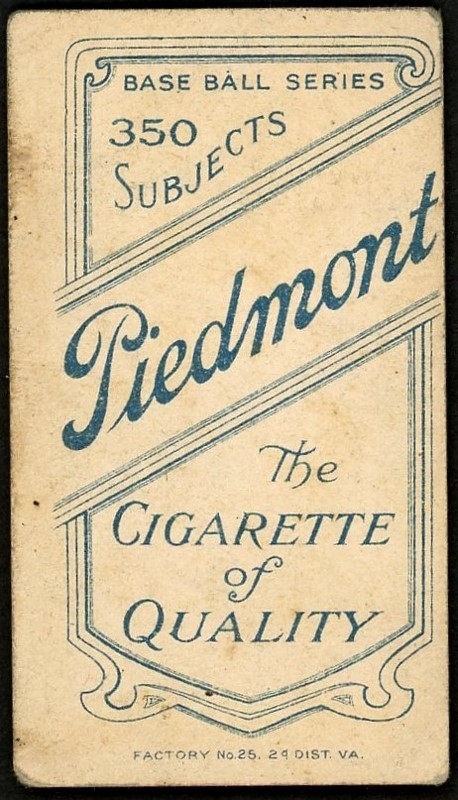 BASE BALL SERIES
350
SUBJECTS
Piedmont
The
CIGARETTE
of
QUALITY
FACTORY No. 25. 2d DIST. VA.